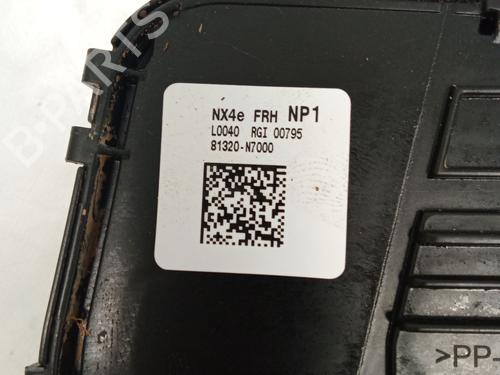 B-PARTS
NX4e FRH NP1
L0040 RGI 00795
81320-N7000
>PP-